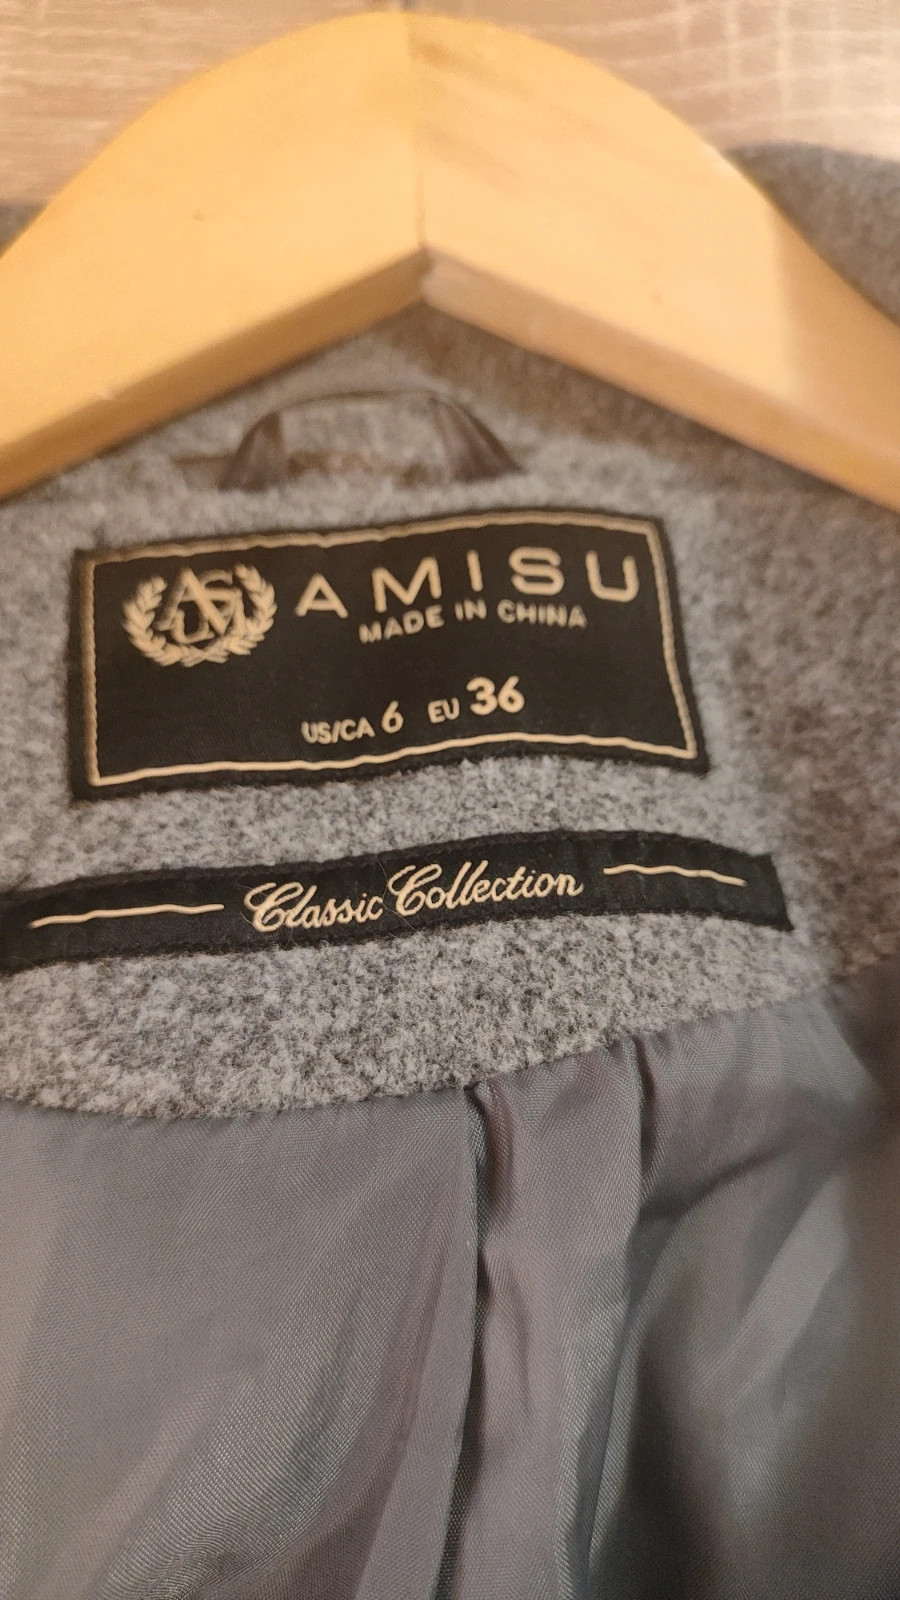 AMISU
MADE IN CHINA
US/CA 6 EU 36
Classic Collection